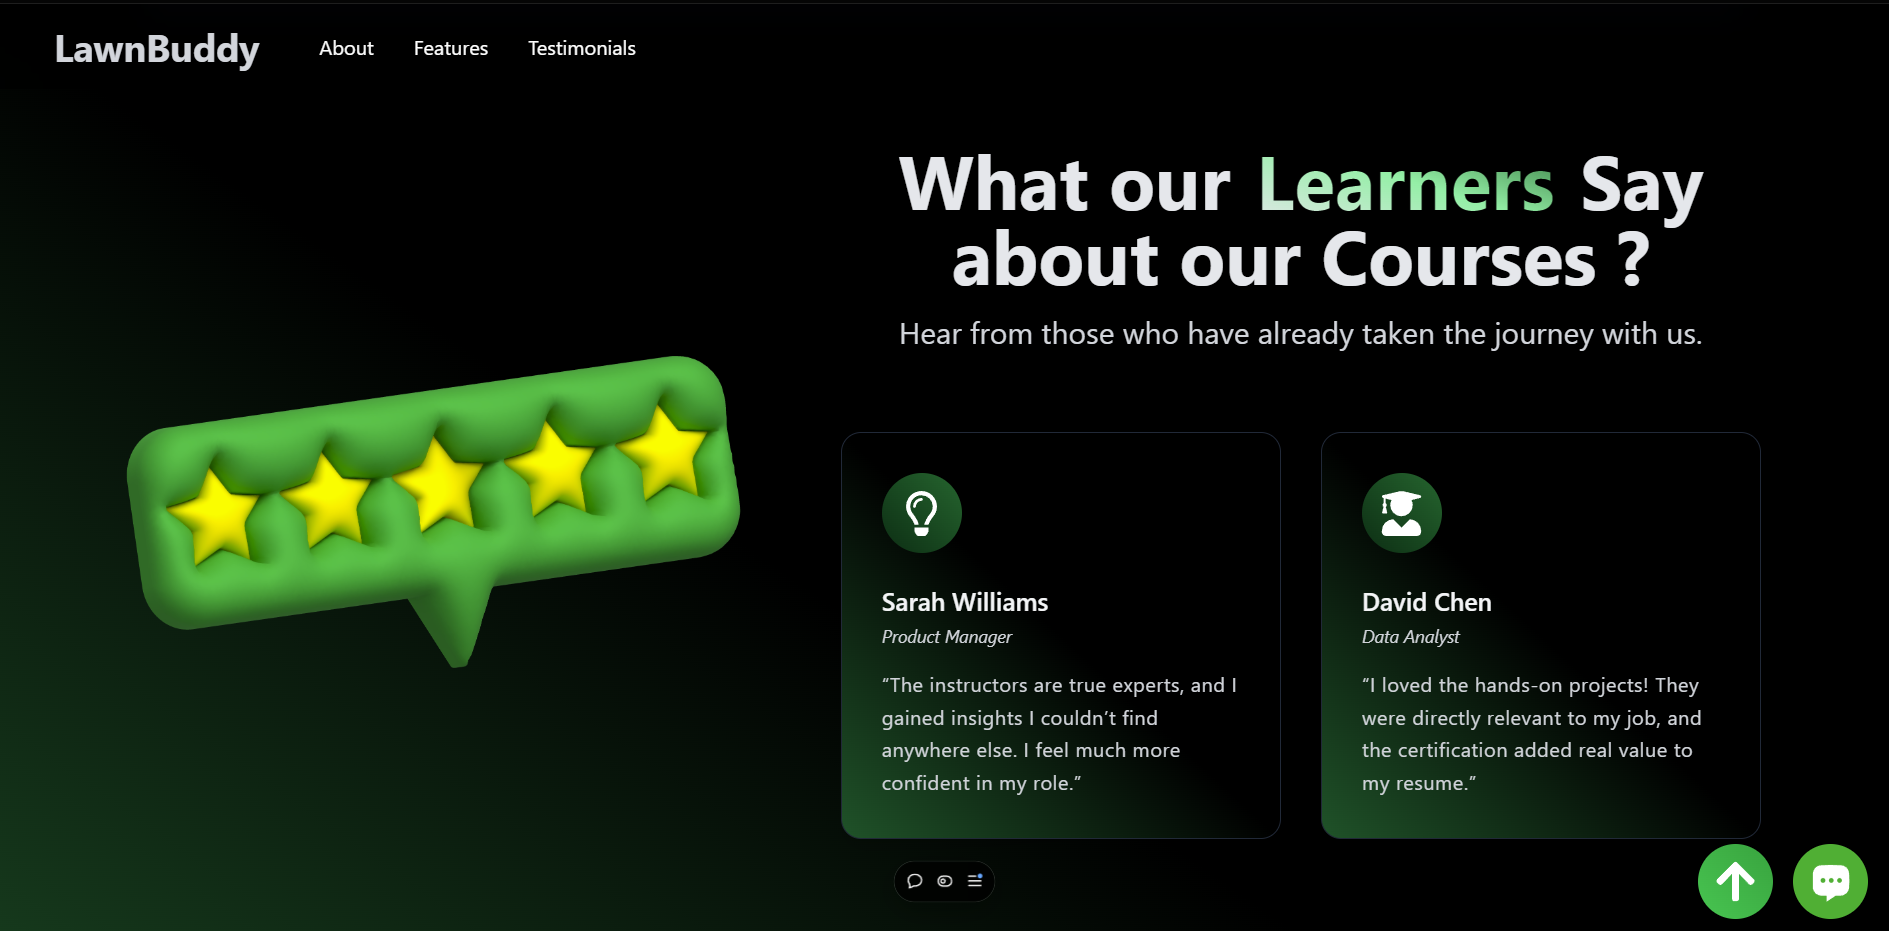 LawnBuddy
About
Features
Testimonials
What our Learners Say
about our Courses ?
Hear from those who have already taken the journey with us.
Sarah Williams
Product Manager
“The instructors are true experts, and I
gained insights I couldn’t find
anywhere else. I feel much more
confident in my role.”
David Chen
Data Analyst
“I loved the hands-on projects! They
were directly relevant to my job, and
the certification added real value to
my resume.”